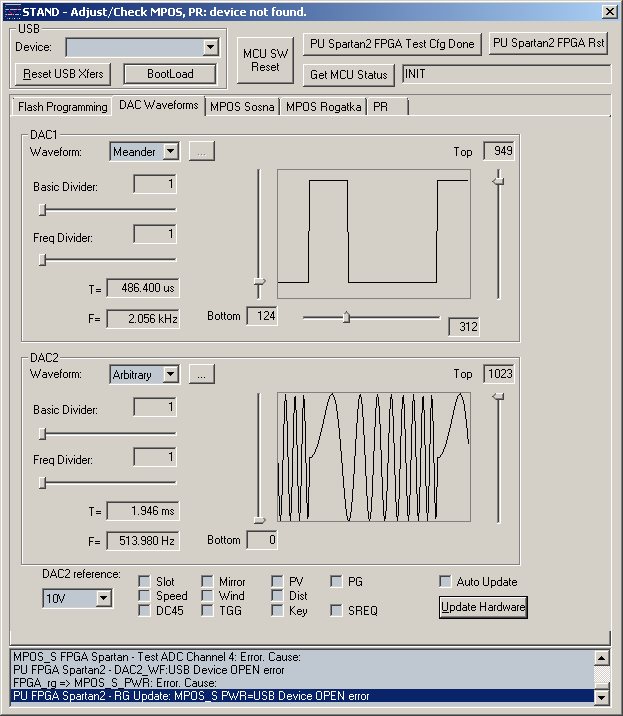 STAND - Adjust/Check MPOS, PR: device not found.
USB
Device:
Reset USB Xfers
BootLoad
MCU SW
Reset
PU Spartan2 FPGA Test Cfg Done
PU Spartan2 FPGA Rst
Get MCU Status
INIT
Flash Programming
DAC Waveforms
MPOS Sosna
MPOS Rogatka
PR
DAC1
Waveform:
Meander
...
Top
949
Basic Divider:
1
Freq Divider:
1
T=
486.400 us
F=
2.056 kHz
Bottom
124
312
DAC2
Waveform:
Arbitrary
...
Top
1023
Basic Divider:
1
Freq Divider:
1
T=
1.946 ms
F=
513.980 Hz
Bottom
0
DAC2 reference:
10V
Slot
Mirror
PV
PG
Speed
Wind
Dist
DC45
TGG
Key
SREQ
Auto Update
Update Hardware
MPOS_S FPGA Spartan - Test ADC Channel 4: Error. Cause:
PU FPGA Spartan2 - DAC2_WF:USB Device OPEN error
FPGA_rg => MPOS_S_PWR: Error. Cause:
PU FPGA Spartan2 - RG Update: MPOS_S PWR=USB Device OPEN error